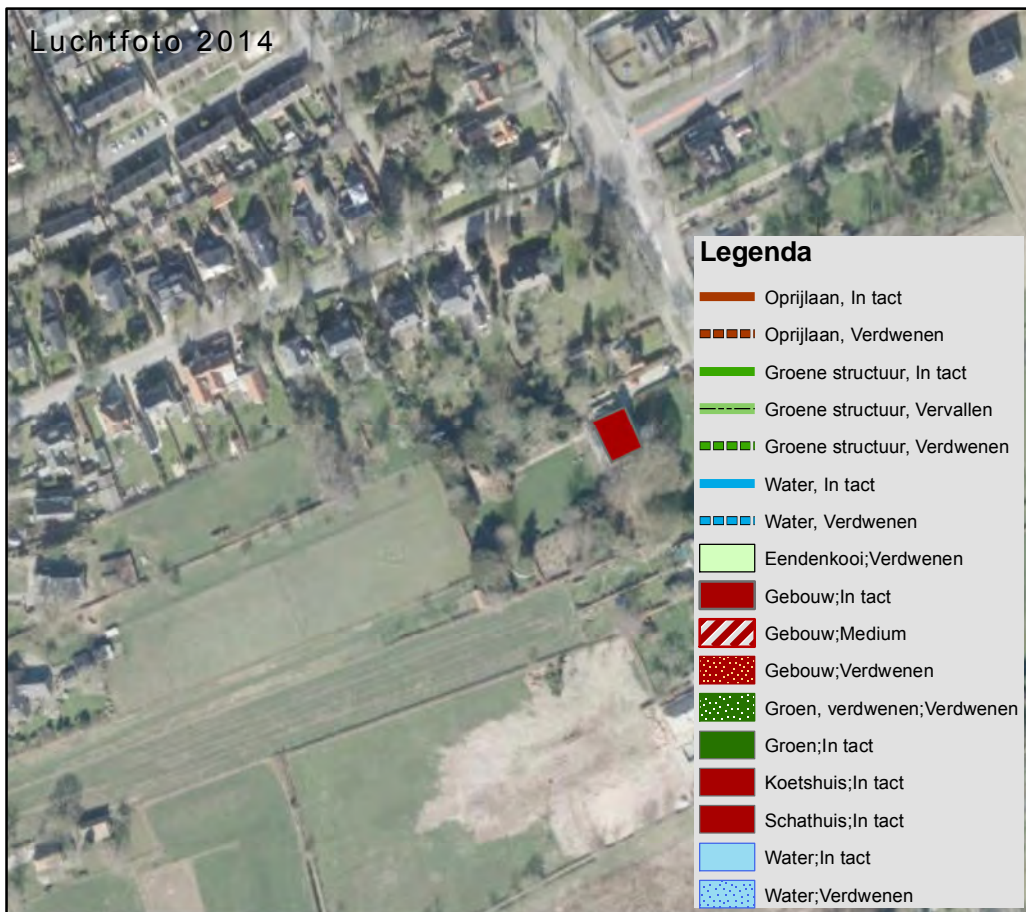 Luchtfoto 2014
Legenda
Oprijlaan, In tact
Oprijlaan, Verdwenen
Groene structuur, In tact
Groene structuur, Vervallen
Groene structuur, Verdwenen
Water, In tact
Water, Verdwenen
Eendenkooi;Verdwenen
Gebouw;In tact
Gebouw;Medium
Gebouw;Verdwenen
Groen, verdwenen;Verdwenen
Groen;In tact
Koetshuis;In tact
Schathuis;In tact
Water;In tact
Water;Verdwenen